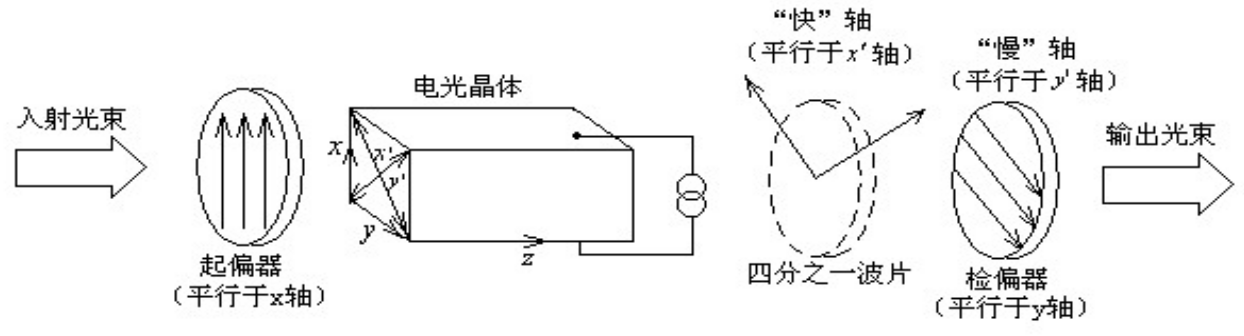 入射光束
起偏器
（平行于x轴）
电光晶体
x
x'
y'
y
z
“快”轴
（平行于x'轴）
四分之一波片
“慢”轴
（平行于y'轴）
检偏器
（平行于y轴）
输出光束